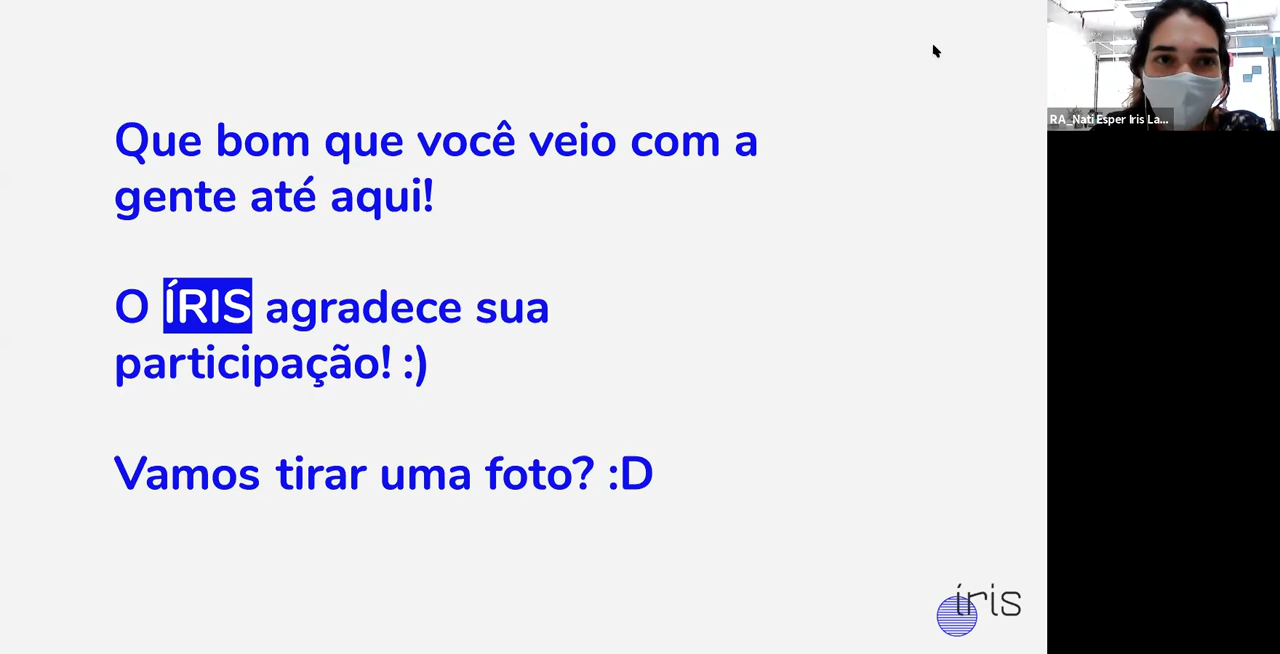 Que bom que você veio com a
gente até aqui!
O ÍRIS agradece sua
participação! :)
Vamos tirar uma foto? :D
íris
RA_Nati Esper Iris La...